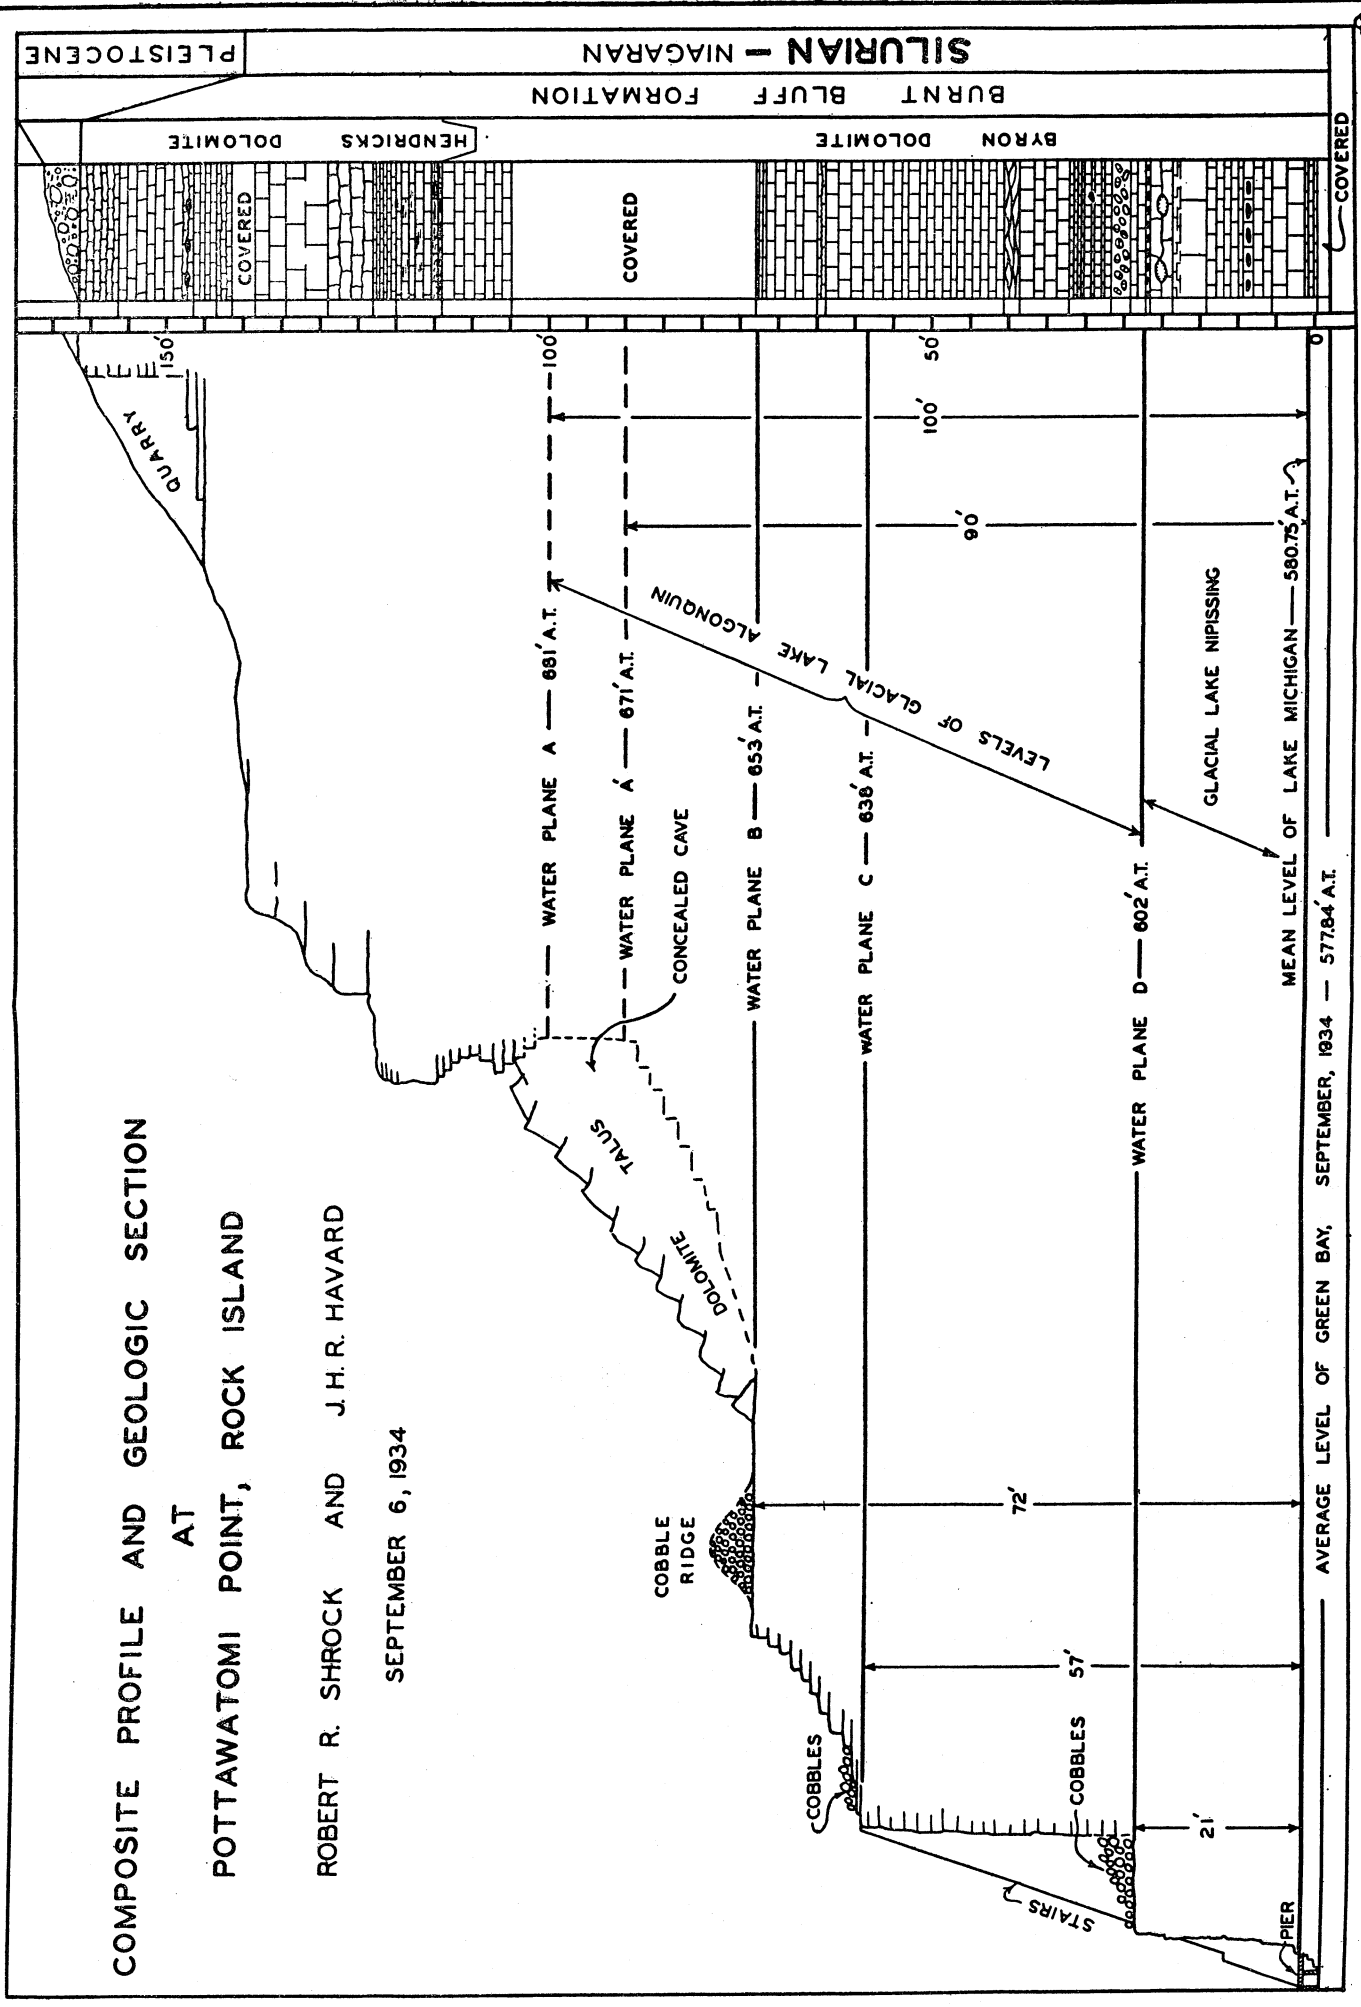 COMPOSITE PROFILE AND GEOLOGIC SECTION
AT
POTTAWATOMI POINT, ROCK ISLAND
ROBERT R. SHROCK AND J. H. R. HAVARD
SEPTEMBER 6, 1934
QUARRY
150'
WATER PLANE A — 681' A.T.
100'
WATER PLANE A' — 671' A.T.
CONCEALED CAVE
TALUS
DOLOMITE
WATER PLANE B — 653' A.T.
COBBLE
RIDGE
LEVELS OF GLACIAL LAKE ALGONQUIN
WATER PLANE C — 638' A.T.
COBBLES
50'
100'
90'
72'
57'
COBBLES
STAIRS
WATER PLANE D — 602' A.T.
GLACIAL LAKE NIPISSING
21'
PIER
MEAN LEVEL OF LAKE MICHIGAN — 580.75' A.T.
0
AVERAGE LEVEL OF GREEN BAY, SEPTEMBER, 1934 — 577.84' A.T.
COVERED
COVERED
COVERED
HENDRICKS DOLOMITE
BYRON DOLOMITE
BURNT BLUFF FORMATION
PLEISTOCENE
SILURIAN — NIAGARAN